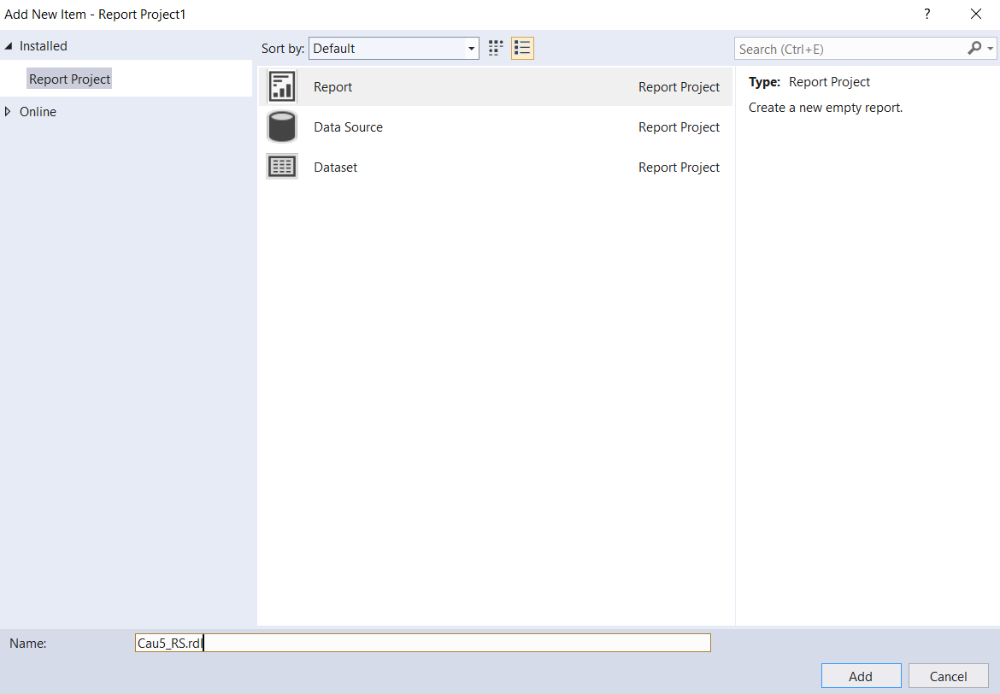 Add New Item - Report Project1
?
Installed
Report Project
Online
Sort by: Default
Search (Ctrl+E)
Report Report Project
Data Source Report Project
Dataset Report Project
Type: Report Project
Create a new empty report.
Name: Cau5_RS.rdl
Add Cancel